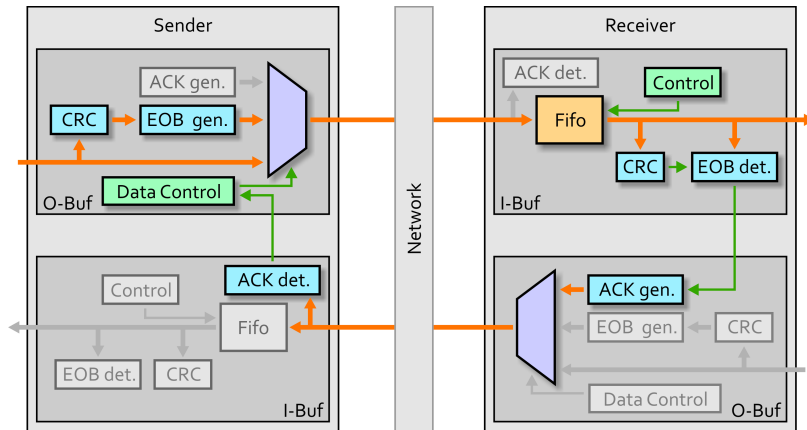 Sender
Receiver
ACK gen.
CRC
EOB gen.
Data Control
O-Buf
ACK det.
Control
Fifo
CRC
EOB det.
I-Buf
Network
ACK det.
Control
Fifo
EOB det.
CRC
I-Buf
ACK gen.
EOB gen.
CRC
Data Control
O-Buf